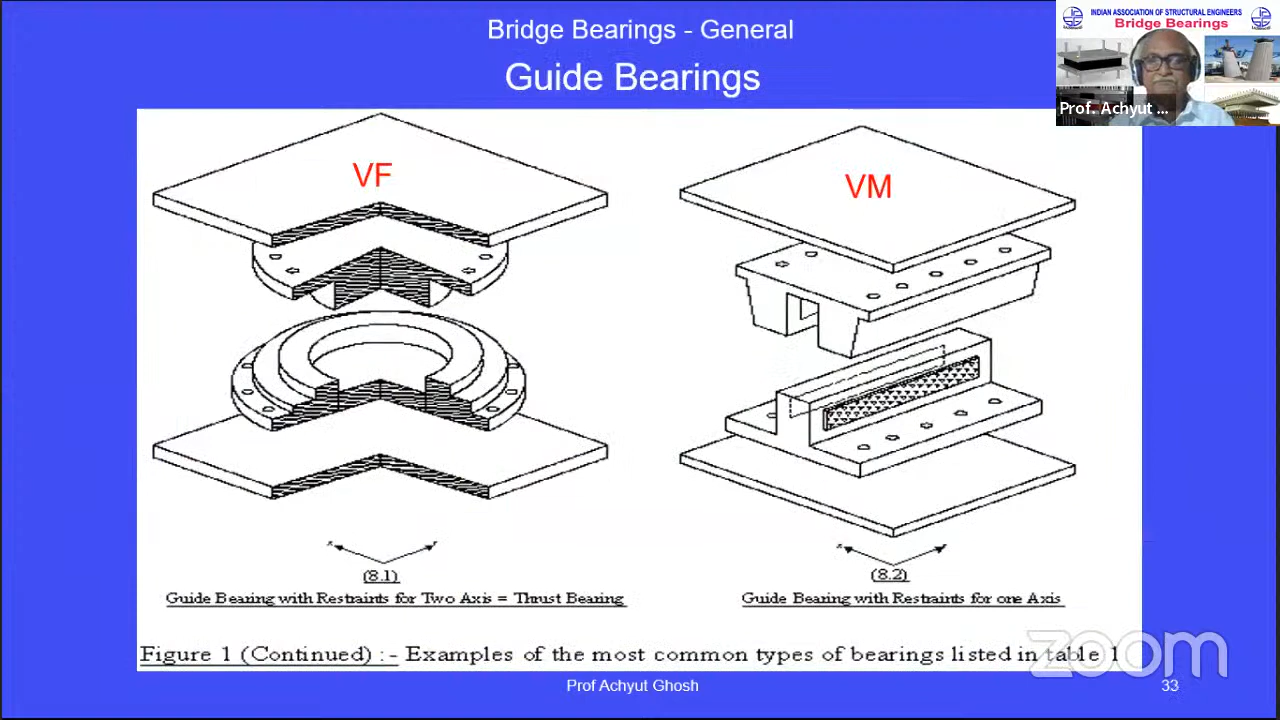 Bridge Bearings - General
Guide Bearings
INDIAN ASSOCIATION OF STRUCTURAL ENGINEERS
Bridge Bearings
Prof. Achyut ...
VF
VM
(8.1)
Guide Bearing with Restraints for Two Axis = Thrust Bearing
(8.2)
Guide Bearing with Restraints for one Axis
Figure 1 (Continued) :- Examples of the most common types of bearings listed in table 1
zoom
Prof Achyut Ghosh
33